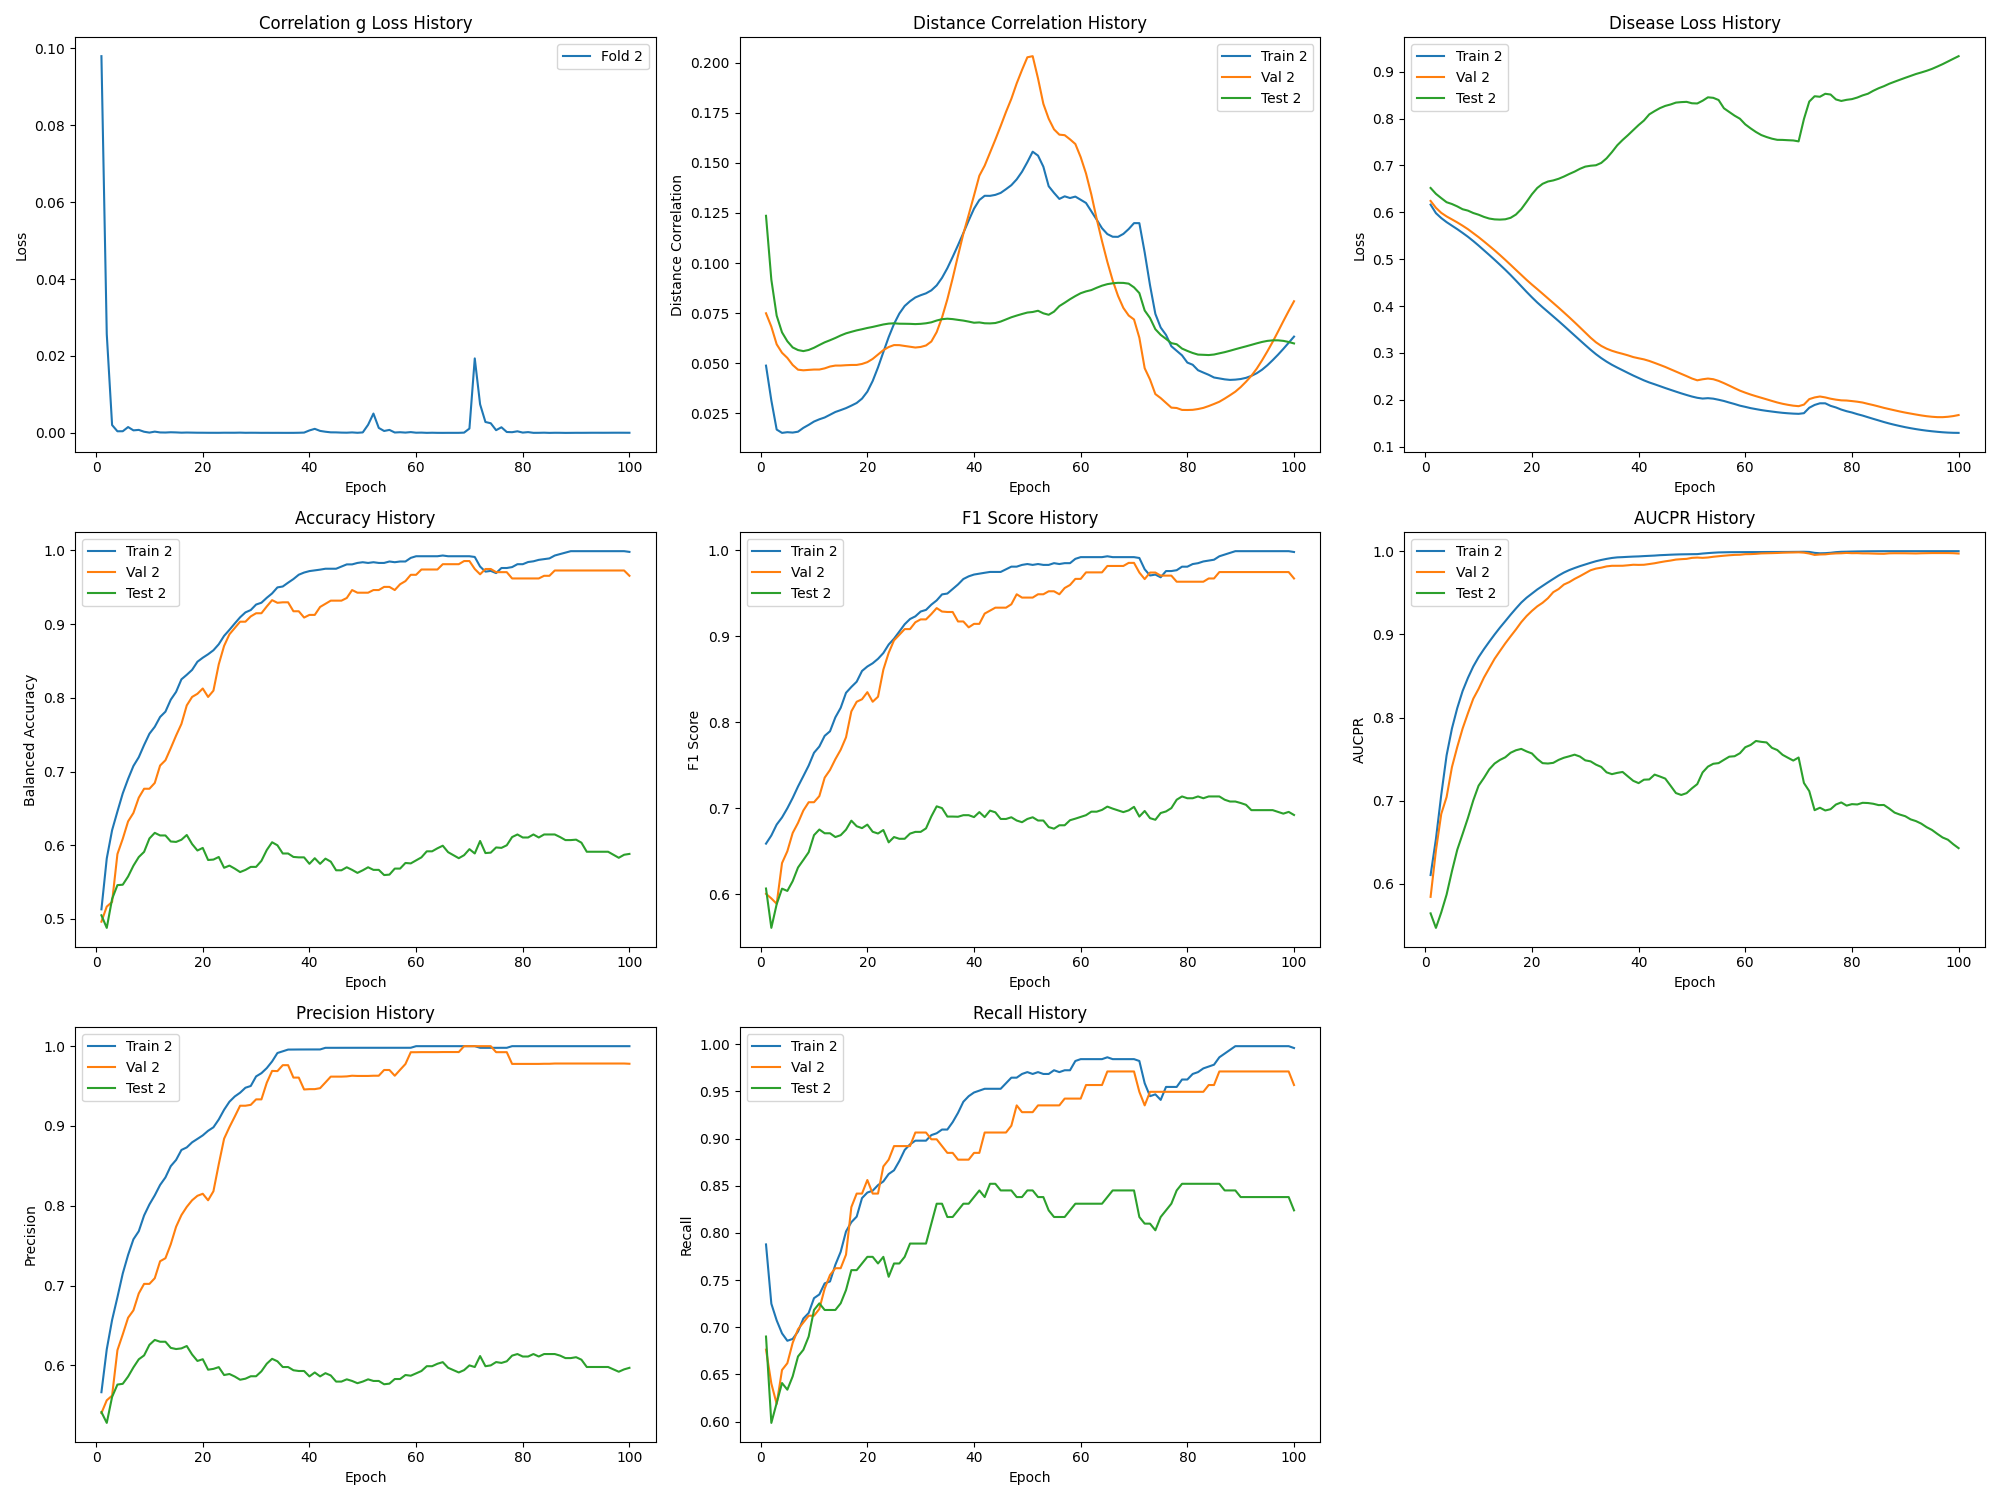 Correlation g Loss History
Loss
0.10
0.08
0.06
0.04
0.02
0.00
0 20 40 60 80 100
Epoch
Fold 2
Distance Correlation History
Distance Correlation
0.200
0.175
0.150
0.125
0.100
0.075
0.050
0.025
0 20 40 60 80 100
Epoch
Train 2
Val 2
Test 2
Disease Loss History
Loss
0.9
0.8
0.7
0.6
0.5
0.4
0.3
0.2
0.1
0 20 40 60 80 100
Epoch
Train 2
Val 2
Test 2
Accuracy History
Balanced Accuracy
1.0
0.9
0.8
0.7
0.6
0.5
0 20 40 60 80 100
Epoch
Train 2
Val 2
Test 2
F1 Score History
F1 Score
1.0
0.9
0.8
0.7
0.6
0 20 40 60 80 100
Epoch
Train 2
Val 2
Test 2
AUCPR History
AUCPR
1.0
0.9
0.8
0.7
0.6
0 20 40 60 80 100
Epoch
Train 2
Val 2
Test 2
Precision History
Precision
1.0
0.9
0.8
0.7
0.6
0 20 40 60 80 100
Epoch
Train 2
Val 2
Test 2
Recall History
Recall
1.00
0.95
0.90
0.85
0.80
0.75
0.70
0.65
0.60
0 20 40 60 80 100
Epoch
Train 2
Val 2
Test 2